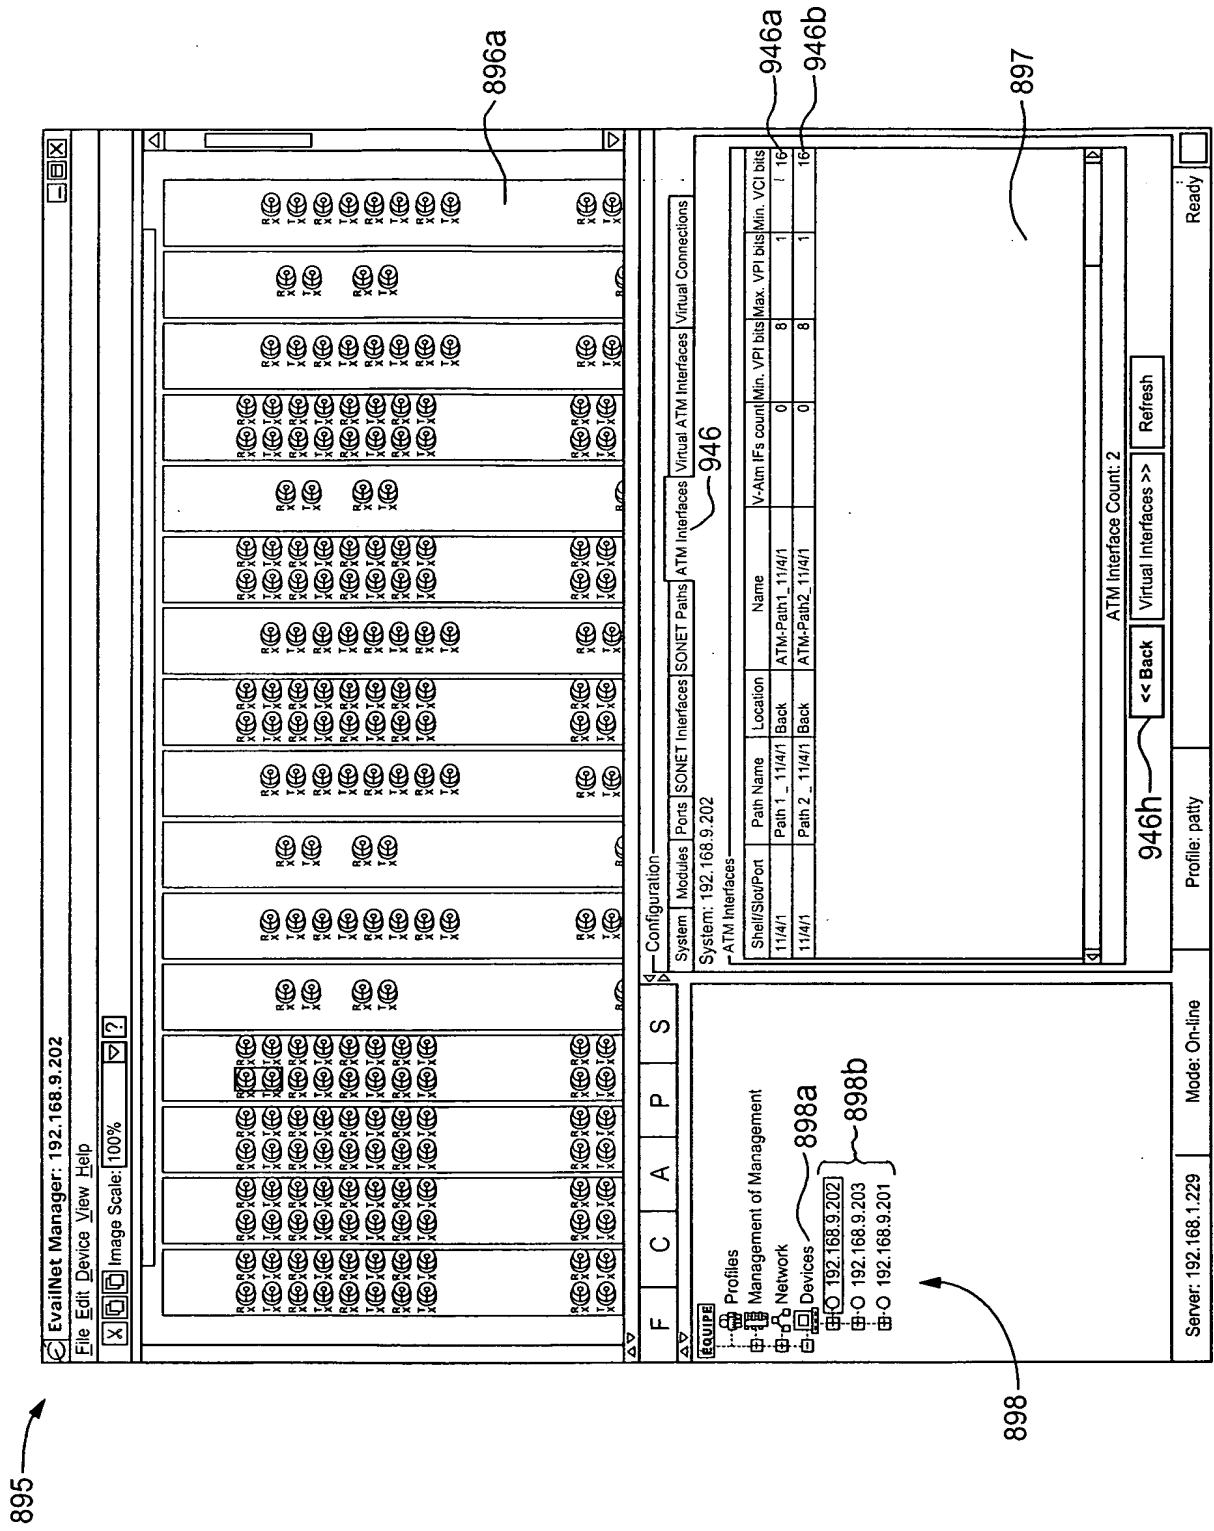 895
EvailNet Manager: 192.168.9.202
File Edit Device View Help
X ? Image Scale: 100%
896a
F C A P S
EQUIPE
Profiles
Management of Management
Network
Devices
898a
192.168.9.202
192.168.9.203
192.168.9.201
898b
898
Configuration
System Modules Ports SONET Interfaces SONET Paths ATM Interfaces Virtual ATM Interfaces Virtual Connections
System: 192.168.9.202
946
ATM Interfaces
Shelf/Slot/Port Path Name Location Name V-Atm IFs count Min. VPI bits Max. VPI bits Min. VCI bits
11/4/1 Path 1 _ 11/4/1 Back ATM-Path1_11/4/1 0 8 1 16
11/4/1 Path 2 _ 11/4/1 Back ATM-Path2_11/4/1 0 8 1 16
946a
946b
897
ATM Interface Count: 2
<< Back Virtual Interfaces >> Refresh
946h
Server: 192.168.1.229 Mode: On-line Profile: patty Ready